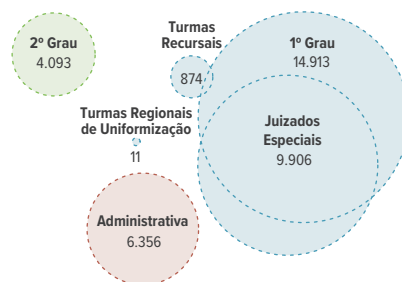 2º Grau
4.093
Turmas
Recursais
874
1º Grau
14.913
Turmas Regionais
de Uniformização
11
Juizados
Especiais
9.906
Administrativa
6.356